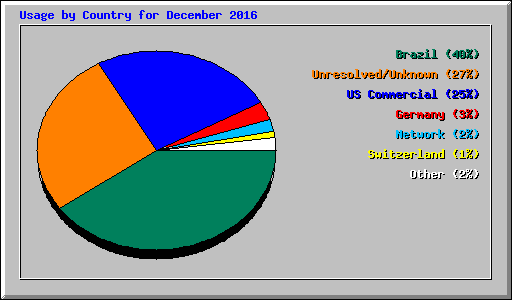 Usage by Country for December 2016
Brazil (40%)
Unresolved/Unknown (27%)
US Commercial (25%)
Germany (3%)
Network (2%)
Switzerland (1%)
Other (2%)